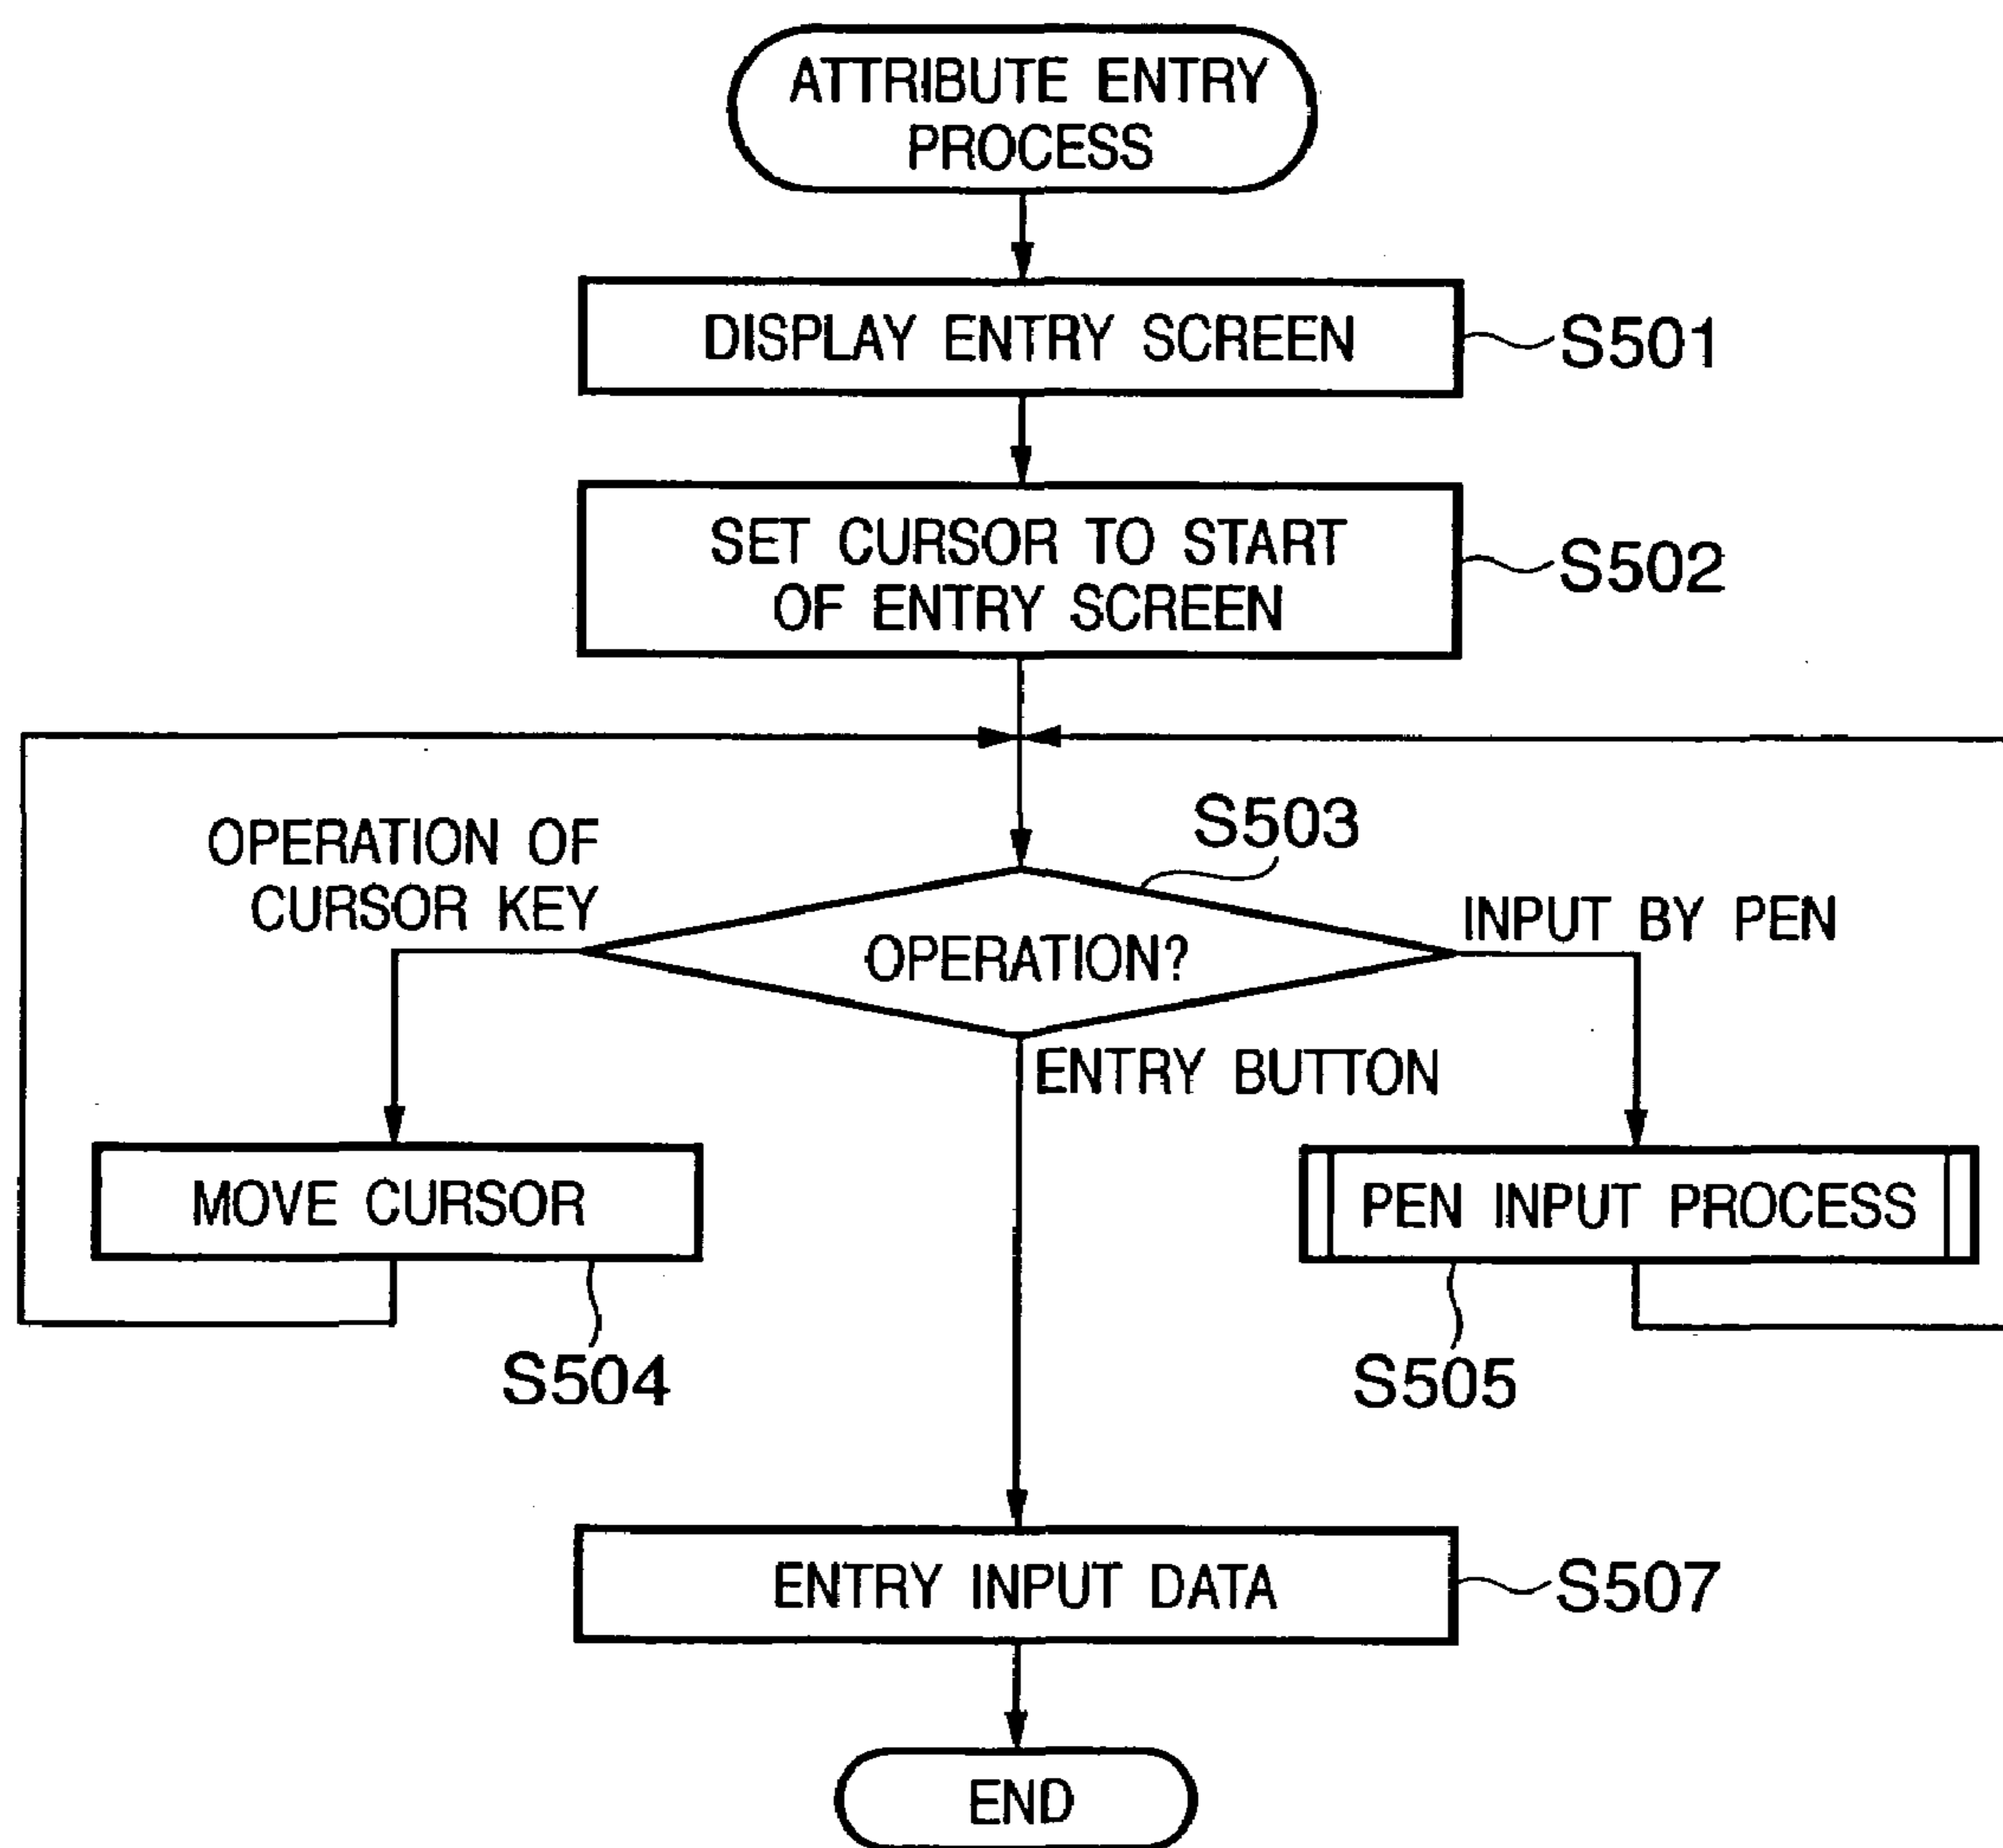 ATTRIBUTE ENTRY
PROCESS
DISPLAY ENTRY SCREEN
S501
SET CURSOR TO START
OF ENTRY SCREEN
S502
S503
OPERATION OF
CURSOR KEY
OPERATION?
INPUT BY PEN
ENTRY BUTTON
MOVE CURSOR
PEN INPUT PROCESS
S504
S505
ENTRY INPUT DATA
S507
END